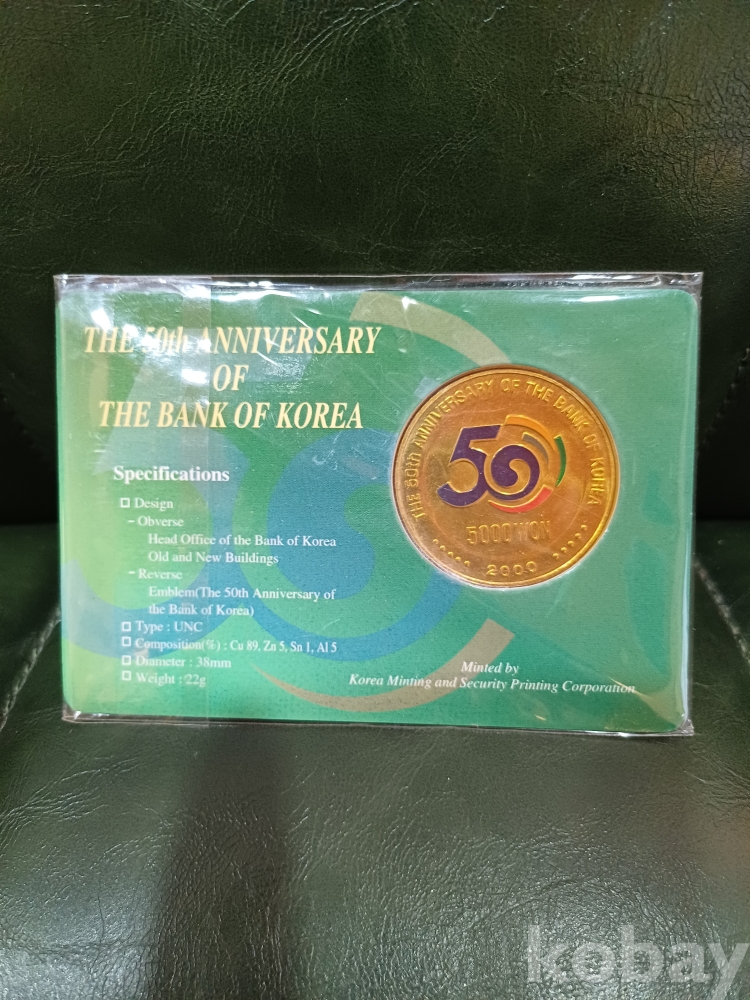 THE 50th ANNIVERSARY
OF
THE BANK OF KOREA
Specifications
□ Design
- Obverse
Head Office of the Bank of Korea
Old and New Buildings
- Reverse
Emblem(The 50th Anniversary of
the Bank of Korea)
□ Type : UNC
□ Composition(%) : Cu 89, Zn 5, Sn 1, Al 5
□ Diameter : 38mm
□ Weight : 22g
THE 50th ANNIVERSARY OF THE BANK OF KOREA
50
5000 WON
2000
Minted by
Korea Minting and Security Printing Corporation
kobay